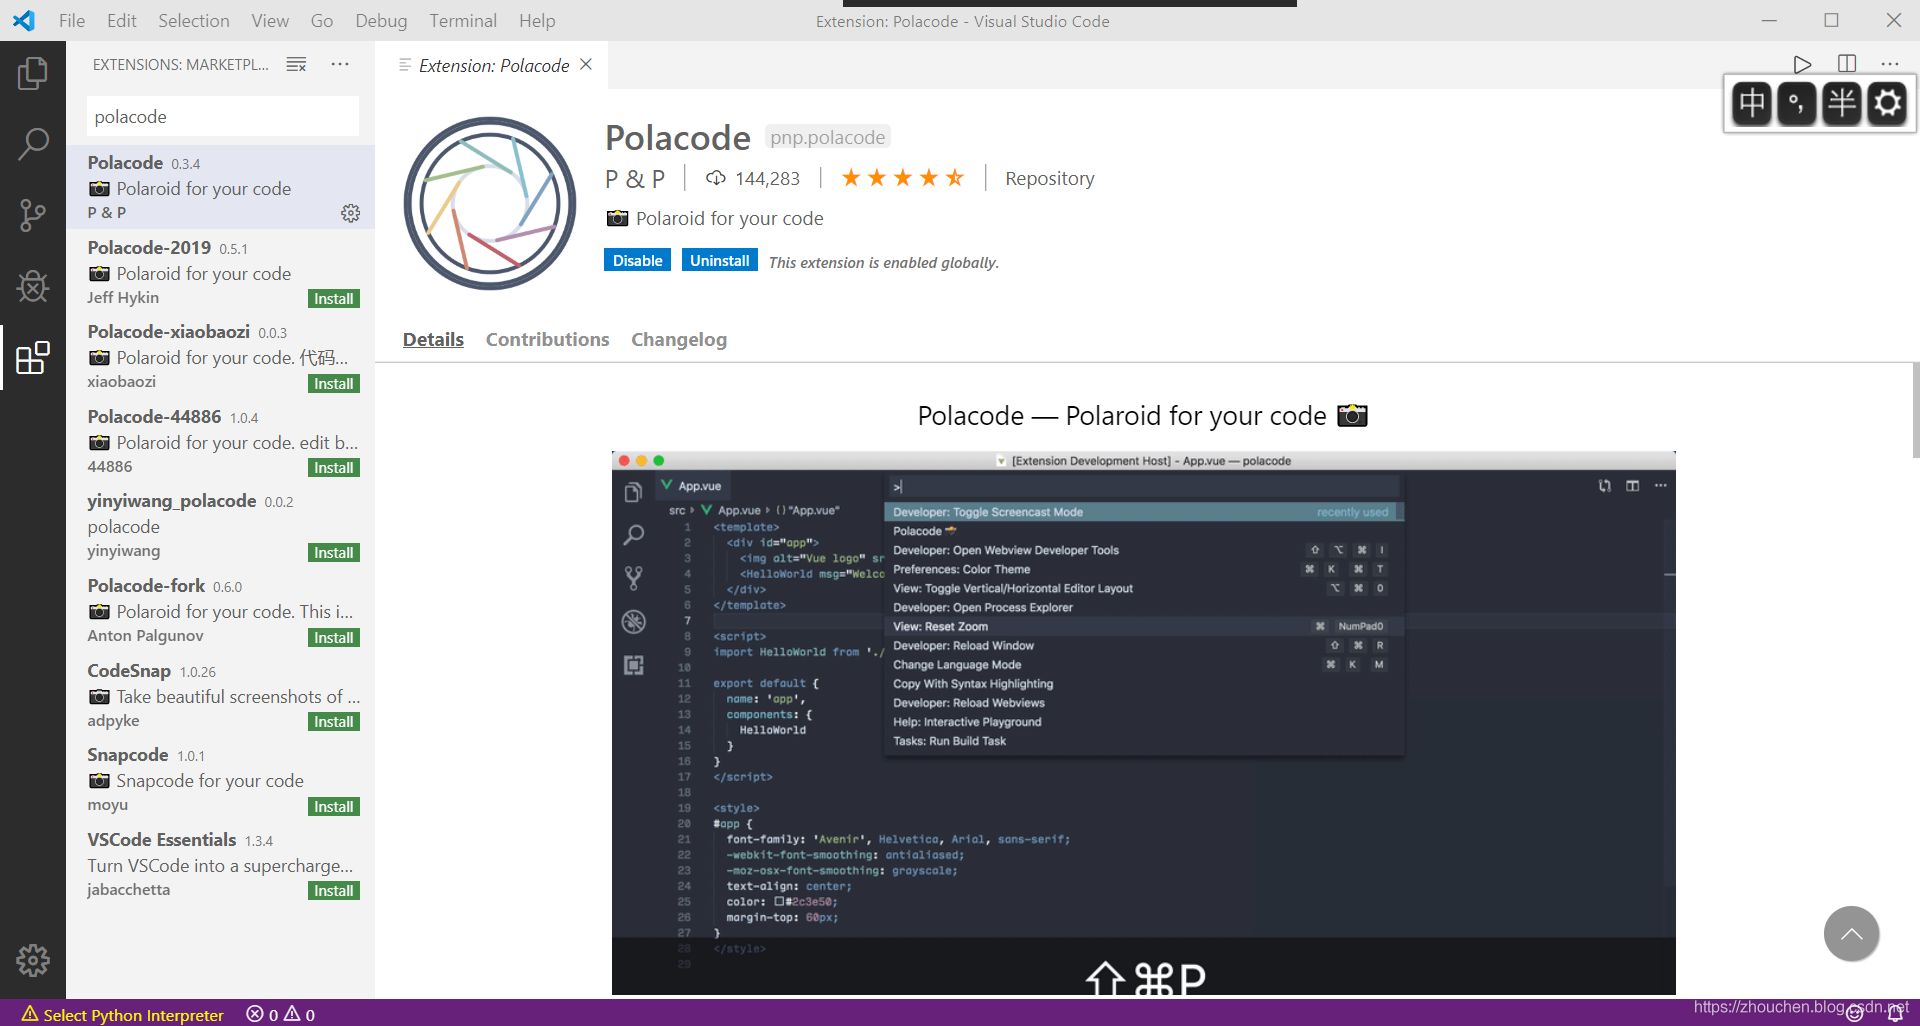 File Edit Selection View Go Debug Terminal Help
Extension: Polacode - Visual Studio Code
EXTENSIONS: MARKETPL...
polacode
Polacode 0.3.4
Polaroid for your code
P & P
Polacode-2019 0.5.1
Polaroid for your code
Jeff Hykin
Install
Polacode-xiaobaozi 0.0.3
Polaroid for your code. 代码...
xiaobaozi
Install
Polacode-44886 1.0.4
Polaroid for your code. edit b...
44886
Install
yinyiwang_polacode 0.0.2
polacode
yinyiwang
Install
Polacode-fork 0.6.0
Polaroid for your code. This i...
Anton Palgunov
Install
CodeSnap 1.0.26
Take beautiful screenshots of ...
adpyke
Install
Snapcode 1.0.1
Snapcode for your code
moyu
Install
VSCode Essentials 1.3.4
Turn VSCode into a supercharge...
jabacchetta
Install
Extension: Polacode
中 °, 半
Polacode pnp.polacode
P & P 144,283 Repository
Polaroid for your code
Disable Uninstall This extension is enabled globally.
Details Contributions Changelog
Polacode — Polaroid for your code
[Extension Development Host] - App.vue — polacode
App.vue
src App.vue {} "App.vue"
1 <template>
2 <div id="app">
3 <img alt="Vue logo" sr
4 <HelloWorld msg="Welco
5 </div>
6 </template>
7
8 <script>
9 import HelloWorld from './
10
11 export default {
12 name: 'app',
13 components: {
14 HelloWorld
15 }
16 }
17 </script>
18
19 <style>
20 #app {
21 font-family: 'Avenir', Helvetica, Arial, sans-serif;
22 -webkit-font-smoothing: antialiased;
23 -moz-osx-font-smoothing: grayscale;
24 text-align: center;
25 color: #2c3e50;
26 margin-top: 60px;
27 }
28 </style>
29
>
Developer: Toggle Screencast Mode recently used
Polacode
Developer: Open Webview Developer Tools ⇧ ⌥ ⌘ I
Preferences: Color Theme ⌘ K ⌘ T
View: Toggle Vertical/Horizontal Editor Layout ⌥ ⌘ 0
Developer: Open Process Explorer
View: Reset Zoom ⌘ NumPad0
Developer: Reload Window ⇧ ⌘ R
Change Language Mode ⌘ K M
Copy With Syntax Highlighting
Developer: Reload Webviews
Help: Interactive Playground
Tasks: Run Build Task
⇧⌘P
Select Python Interpreter 0 0
https://zhouchen.blog.csdn.net